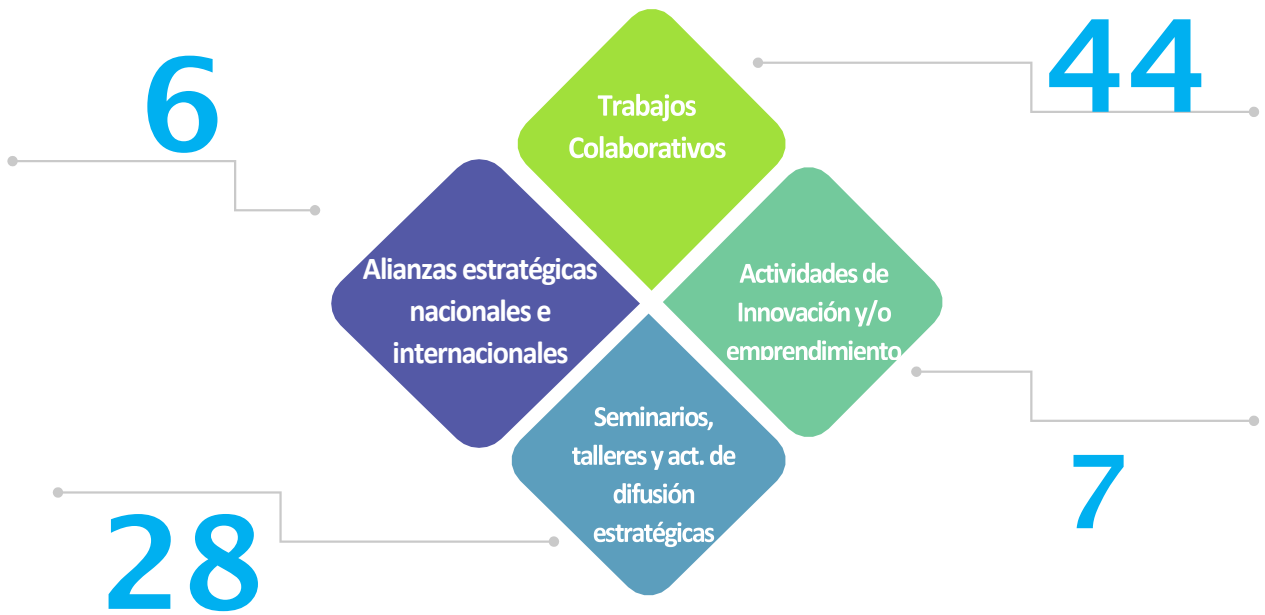 6
44
Trabajos
Colaborativos
Alianzas estratégicas
nacionales e
internacionales
Actividades de
Innovación y/o
emprendimiento
Seminarios,
talleres y act. de
difusión
estratégicas
28
7